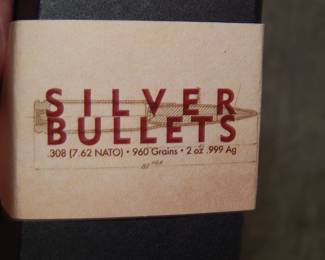 SILVER
BULLETS
.308 (7.62 NATO) • 960 Grains • 2 oz .999 Ag